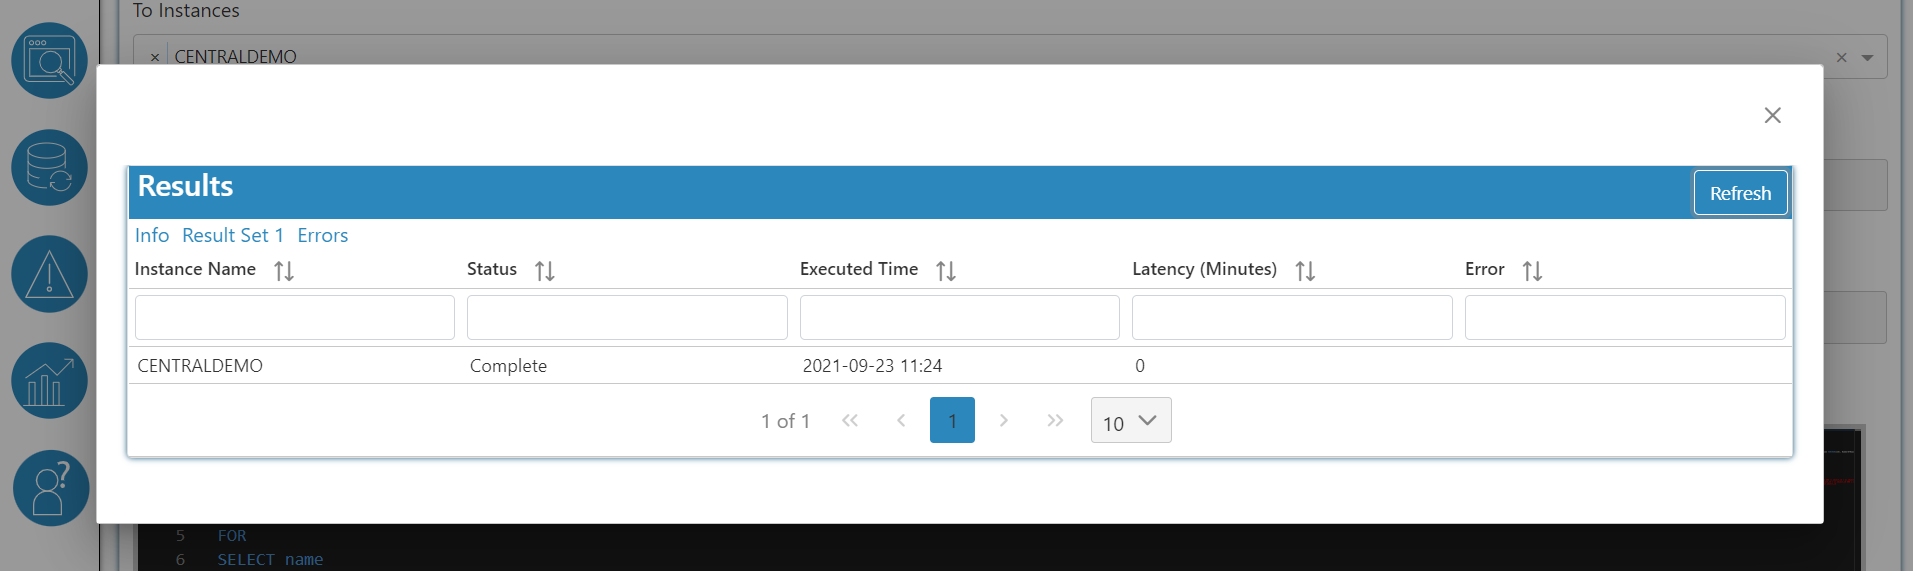 To Instances
× CENTRALDEMO ×
Results
Refresh
Info Result Set 1 Errors
Instance Name Status Executed Time Latency (Minutes) Error
CENTRALDEMO Complete 2021-09-23 11:24 0
1 of 1 « ‹ 1 › » 10
5 FOR
6 SELECT name